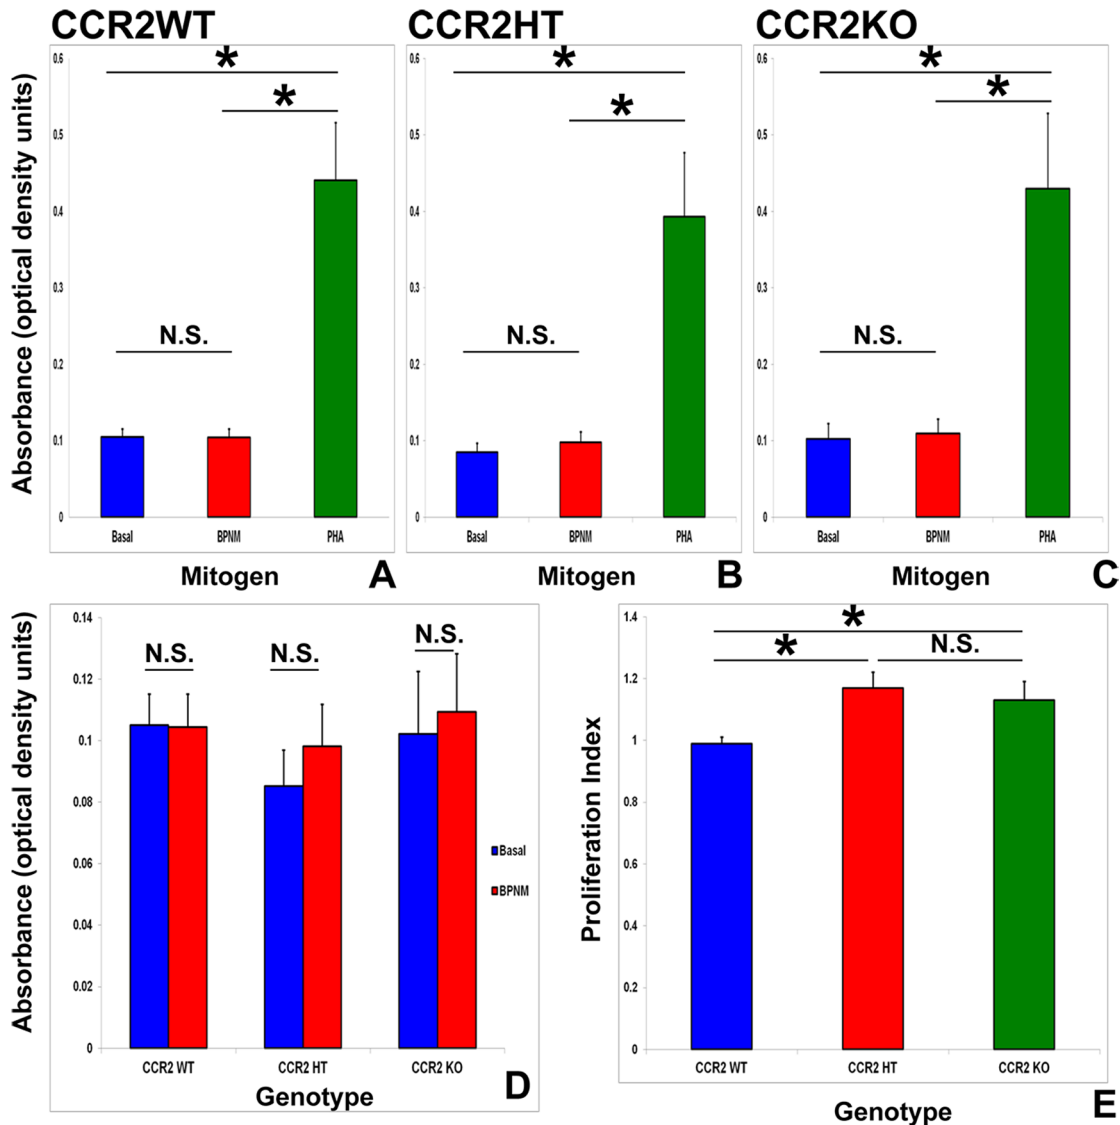 CCR2WT
CCR2HT
CCR2KO
Absorbance (optical density units)
0.6
0.5
0.4
0.3
0.2
0.1
0
*
*
N.S.
Basal
BPNM
PHA
Mitogen
A
0.6
0.5
0.4
0.3
0.2
0.1
0
*
*
N.S.
Basal
BPNM
PHA
Mitogen
B
0.6
0.5
0.4
0.3
0.2
0.1
0
*
*
N.S.
Basal
BPNM
PHA
Mitogen
C
Absorbance (optical density units)
0.14
0.12
0.1
0.08
0.06
0.04
0.02
0
N.S.
N.S.
N.S.
Basal
BPNM
CCR2 WT
CCR2 HT
CCR2 KO
Genotype
D
Proliferation Index
1.4
1.2
1
0.8
0.6
0.4
0.2
0
*
*
N.S.
CCR2 WT
CCR2 HT
CCR2 KO
Genotype
E